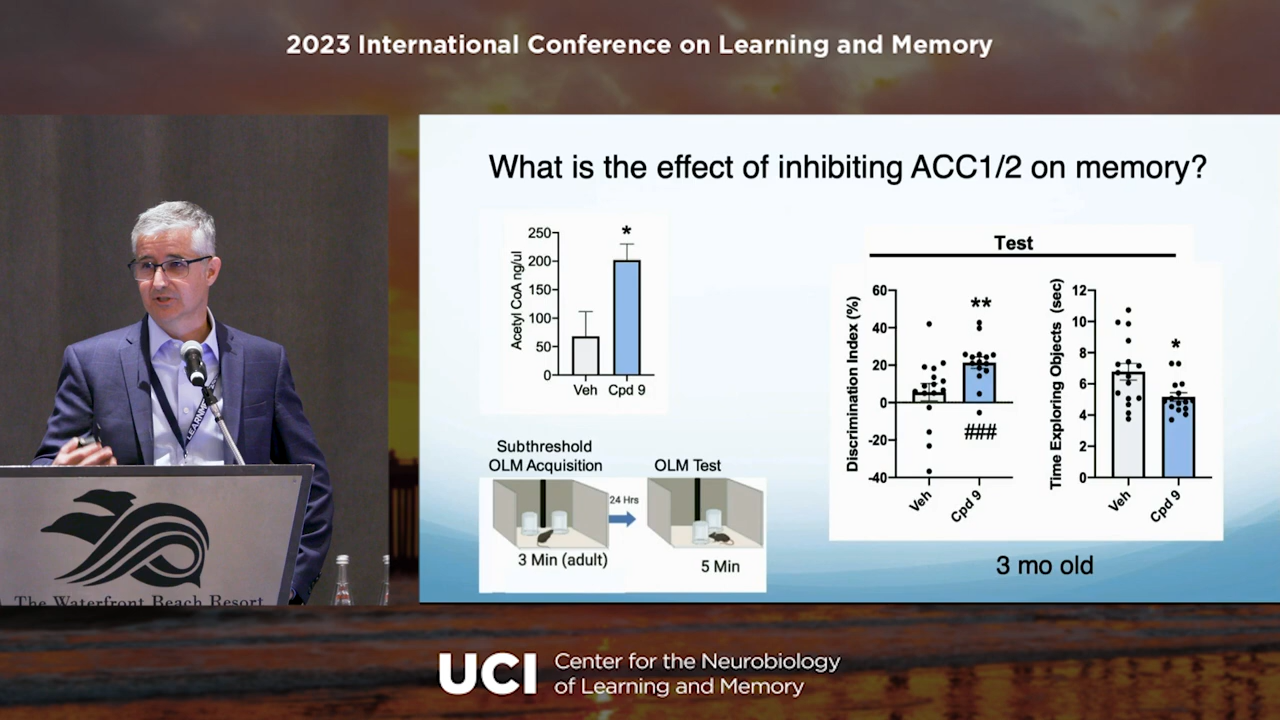 2023 International Conference on Learning and Memory
What is the effect of inhibiting ACC1/2 on memory?
Acetyl CoA ng/ul
250
200
150
100
50
0
*
Veh
Cpd 9
Subthreshold
OLM Acquisition
OLM Test
24 Hrs
3 Min (adult)
5 Min
Test
Discrimination Index (%)
60
40
20
0
-20
-40
**
###
Veh
Cpd 9
Time Exploring Objects (sec)
12
10
8
6
4
2
0
*
Veh
Cpd 9
3 mo old
The Waterfront Beach Resort
UCI
Center for the Neurobiology
of Learning and Memory